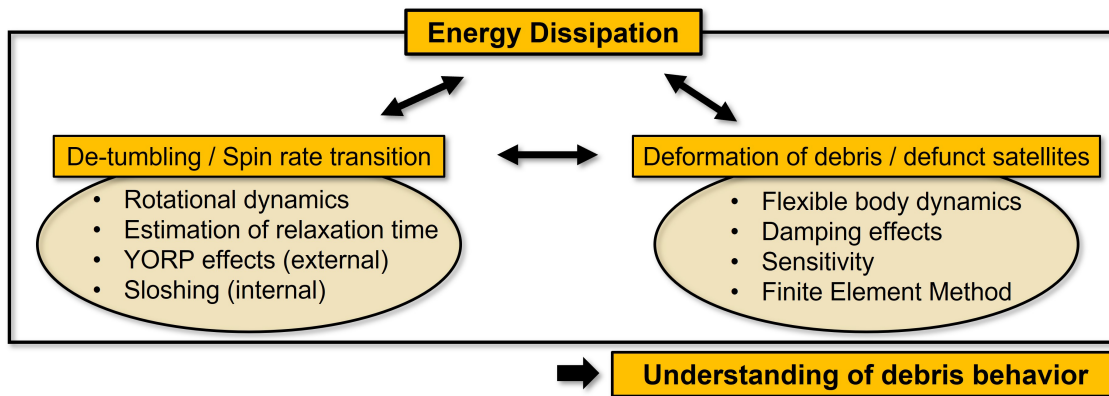 Energy Dissipation
De-tumbling / Spin rate transition
• Rotational dynamics
• Estimation of relaxation time
• YORP effects (external)
• Sloshing (internal)
Deformation of debris / defunct satellites
• Flexible body dynamics
• Damping effects
• Sensitivity
• Finite Element Method
Understanding of debris behavior